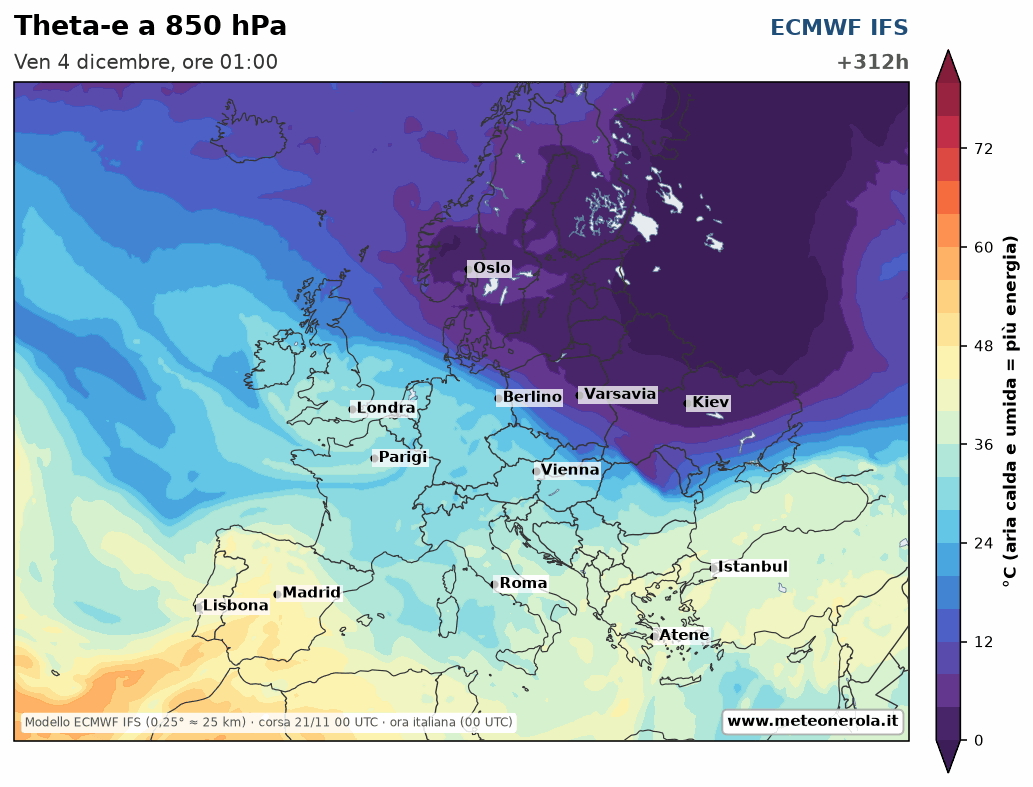 Theta-e a 850 hPa
ECMWF IFS
Ven 4 dicembre, ore 01:00
+312h
72
60
48
36
24
12
0
°C (aria calda e umida = più energia)
Oslo
Berlino
Varsavia
Kiev
Londra
Parigi
Vienna
Istanbul
Roma
Madrid
Lisbona
Atene
Modello ECMWF IFS (0,25° ≈ 25 km) · corsa 21/11 00 UTC · ora italiana (00 UTC)
www.meteonerola.it